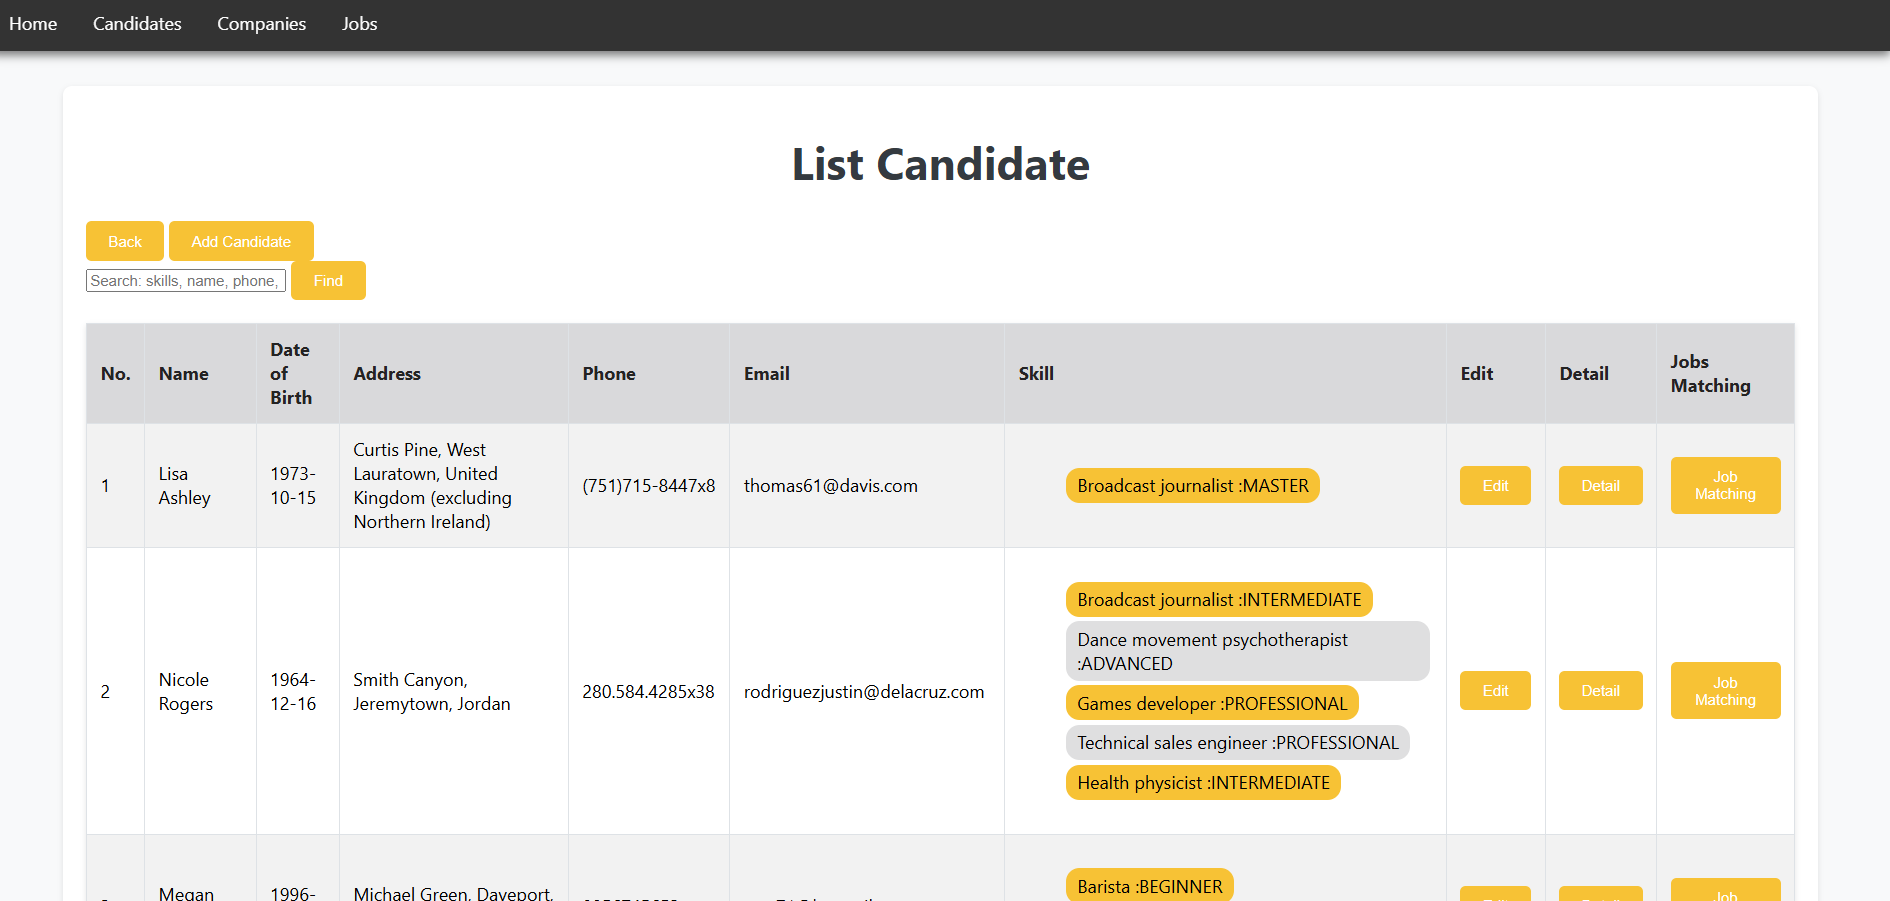 Home Candidates Companies Jobs
List Candidate
Back Add Candidate
Search: skills, name, phone, Find
No. Name Date of Birth Address Phone Email Skill Edit Detail Jobs Matching
1 Lisa Ashley 1973-10-15 Curtis Pine, West Lauratown, United Kingdom (excluding Northern Ireland) (751)715-8447x8 thomas61@davis.com Broadcast journalist :MASTER Edit Detail Job Matching
2 Nicole Rogers 1964-12-16 Smith Canyon, Jeremytown, Jordan 280.584.4285x38 rodriguezjustin@delacruz.com
Broadcast journalist :INTERMEDIATE
Dance movement psychotherapist
:ADVANCED
Games developer :PROFESSIONAL
Technical sales engineer :PROFESSIONAL
Health physicist :INTERMEDIATE
Edit Detail Job Matching
Megan 1996- Michael Green, Daveport, Barista :BEGINNER Job